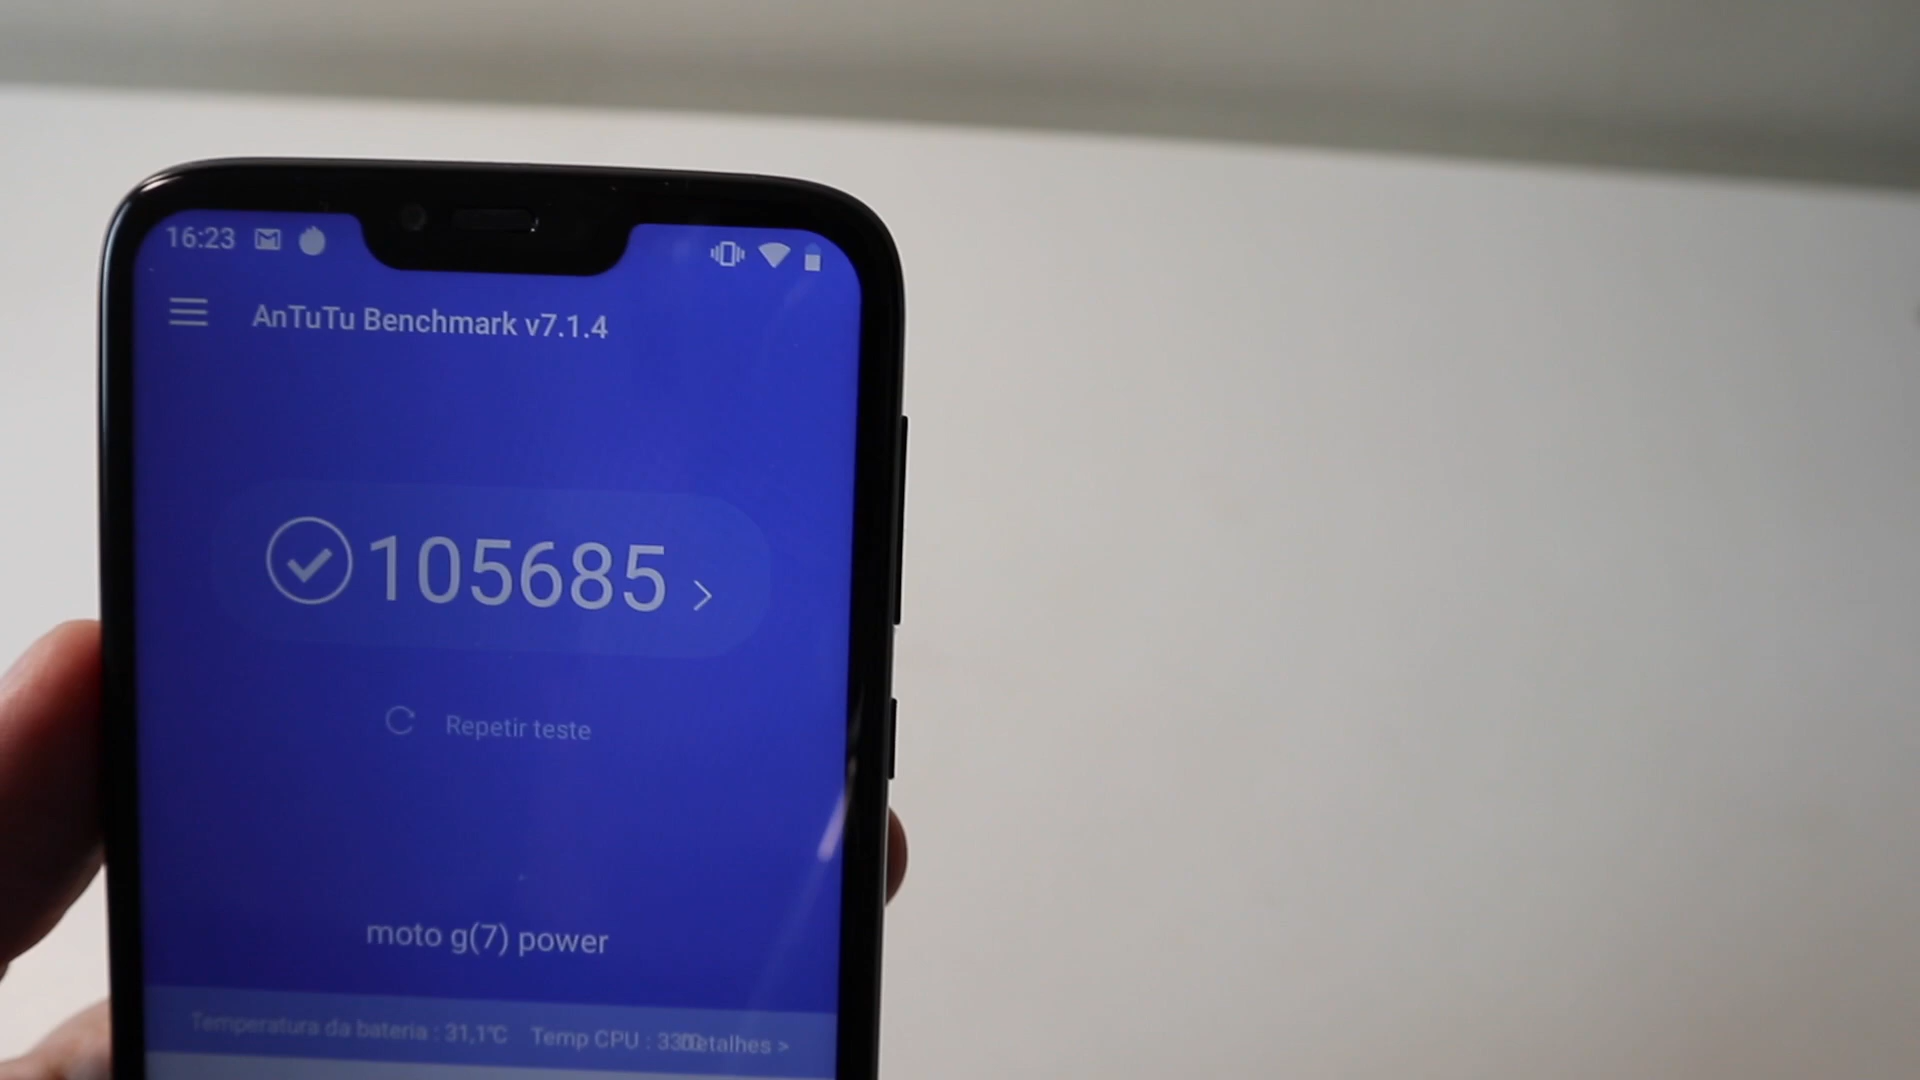 16:23
AnTuTu Benchmark v7.1.4
105685 >
Repetir teste
moto g(7) power
Temperatura da bateria : 31,1℃ Temp CPU : 33 Detalhes >